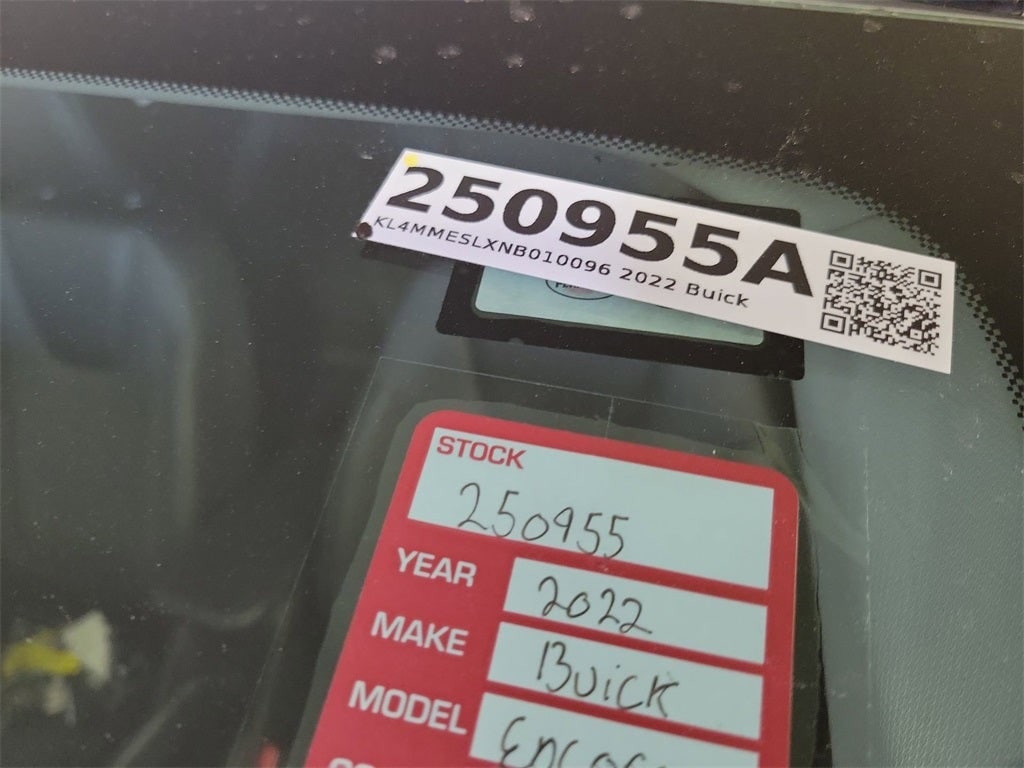 250955A
KL4MMESLXNB010096 2022 Buick
STOCK
250955
YEAR 2022
MAKE Buick
MODEL